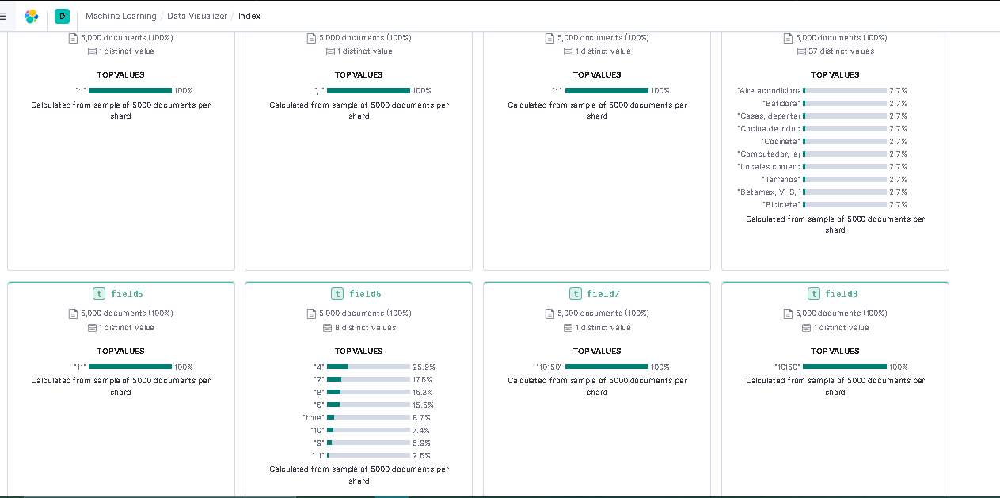 D Machine Learning / Data Visualizer / Index
5,000 documents (100%)
1 distinct value
TOP VALUES
":" 100%
Calculated from sample of 5000 documents per
shard
5,000 documents (100%)
1 distinct value
TOP VALUES
"," 100%
Calculated from sample of 5000 documents per
shard
5,000 documents (100%)
1 distinct value
TOP VALUES
":" 100%
Calculated from sample of 5000 documents per
shard
5,000 documents (100%)
37 distinct values
TOP VALUES
"Aire acondiciona 2.7%
"Batidora" 2.7%
"Casas, departar 2.7%
"Cocina de induc 2.7%
"Cocineta" 2.7%
"Computador, lap 2.7%
"Locales comerc 2.7%
"Terrenos" 2.7%
"Betamax, VHS, 2.7%
"Bicicleta" 2.7%
Calculated from sample of 5000 documents per
shard
t field5
5,000 documents (100%)
1 distinct value
TOP VALUES
"11" 100%
Calculated from sample of 5000 documents per
shard
t field6
5,000 documents (100%)
8 distinct values
TOP VALUES
"4" 25.9%
"2" 17.6%
"8" 16.3%
"6" 15.5%
"true" 8.7%
"10" 7.4%
"9" 5.9%
"11" 2.6%
Calculated from sample of 5000 documents per
shard
t field7
5,000 documents (100%)
1 distinct value
TOP VALUES
"10150" 100%
Calculated from sample of 5000 documents per
shard
t field8
5,000 documents (100%)
1 distinct value
TOP VALUES
"10150" 100%
Calculated from sample of 5000 documents per
shard